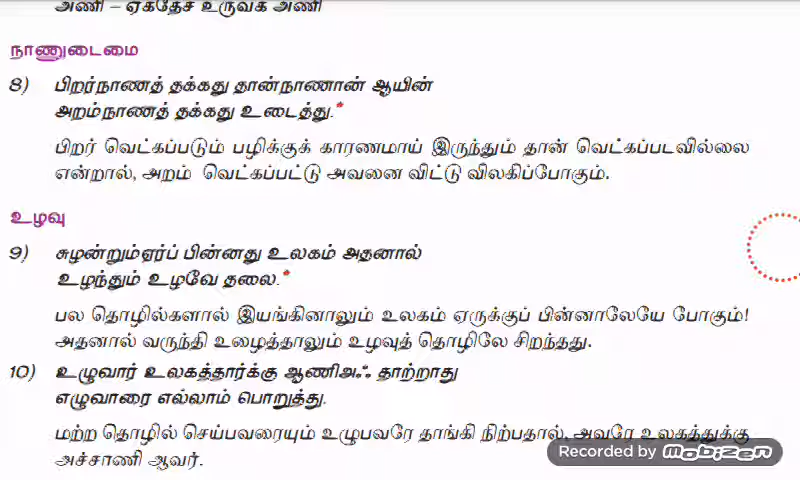 அணி – ஏகதேச உருவக அணி
நாணுடைமை
8) பிறர்நாணத் தக்கது தான்நாணான் ஆயின்
அறம்நாணத் தக்கது உடைத்து.*
பிறர் வெட்கப்படும் பழிக்குக் காரணமாய் இருந்தும் தான் வெட்கப்படவில்லை
என்றால், அறம் வெட்கப்பட்டு அவனை விட்டு விலகிப்போகும்.
உழவு
9) சுழன்றும்ஏர்ப் பின்னது உலகம் அதனால்
உழந்தும் உழவே தலை.*
பல தொழில்களால் இயங்கினாலும் உலகம் ஏருக்குப் பின்னாலேயே போகும்!
அதனால் வருந்தி உழைத்தாலும் உழவுத் தொழிலே சிறந்தது.
10) உழுவார் உலகத்தார்க்கு ஆணிஅஃ தாற்றாது
எழுவாரை எல்லாம் பொறுத்து.
மற்ற தொழில் செய்பவரையும் உழுபவரே தாங்கி நிற்பதால், அவரே உலகத்துக்கு
அச்சாணி ஆவர்.
Recorded by mobizen